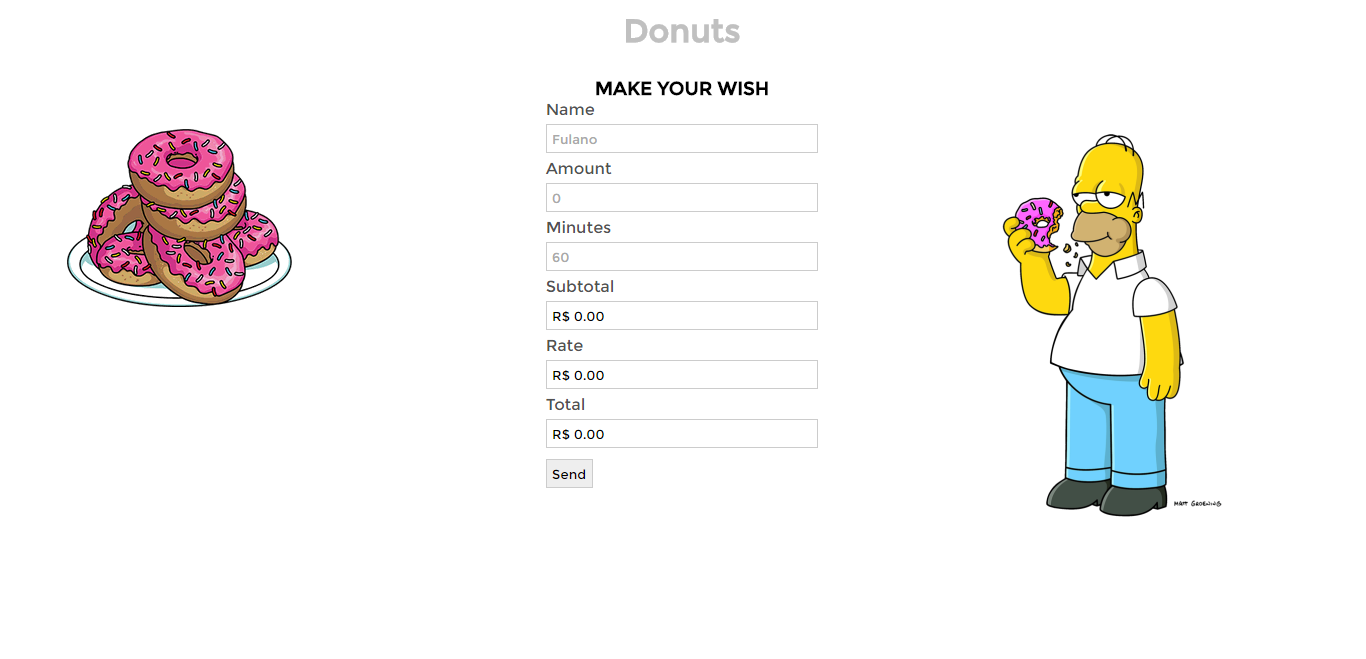 Donuts
MAKE YOUR WISH
Name
Fulano
Amount
0
Minutes
60
Subtotal
R$ 0.00
Rate
R$ 0.00
Total
R$ 0.00
Send
MATT GROENING